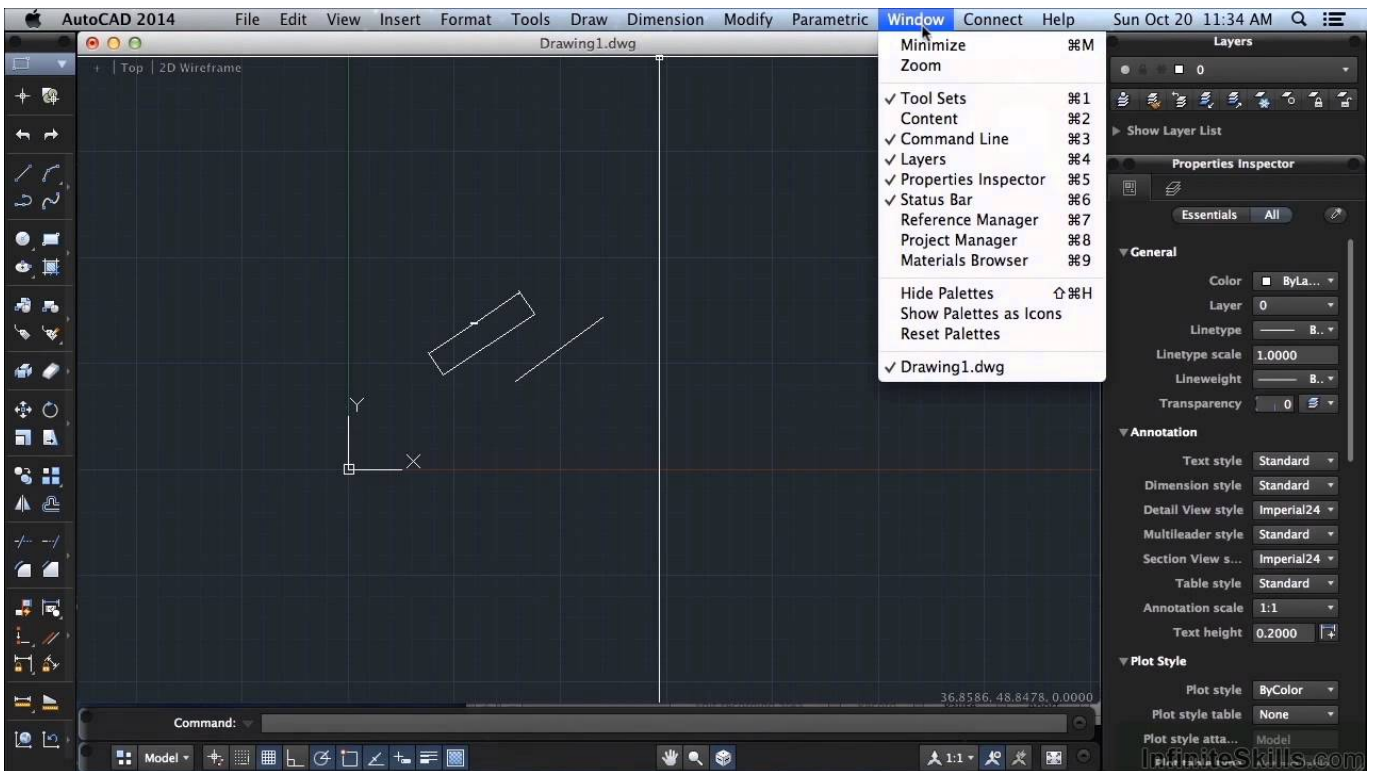 AutoCAD 2014 File Edit View Insert Format Tools Draw Dimension Modify Parametric Window Connect Help Sun Oct 20 11:34 AM
Drawing1.dwg
+ | Top | 2D Wireframe
Minimize ⌘M
Zoom
✓ Tool Sets ⌘1
Content ⌘2
✓ Command Line ⌘3
✓ Layers ⌘4
✓ Properties Inspector ⌘5
✓ Status Bar ⌘6
Reference Manager ⌘7
Project Manager ⌘8
Materials Browser ⌘9
Hide Palettes ⇧⌘H
Show Palettes as Icons
Reset Palettes
✓ Drawing1.dwg
Y
X
36.8586, 48.8478, 0.0000
Command:
Model
1:1
Layers
0
Show Layer List
Properties Inspector
Essentials All
General
Color ByLa...
Layer 0
Linetype B..
Linetype scale 1.0000
Lineweight B..
Transparency 0
Annotation
Text style Standard
Dimension style Standard
Detail View style Imperial24
Multileader style Standard
Section View s... Imperial24
Table style Standard
Annotation scale 1:1
Text height 0.2000
Plot Style
Plot style ByColor
Plot style table None
Plot style atta... Model
InfiniteSkills.com